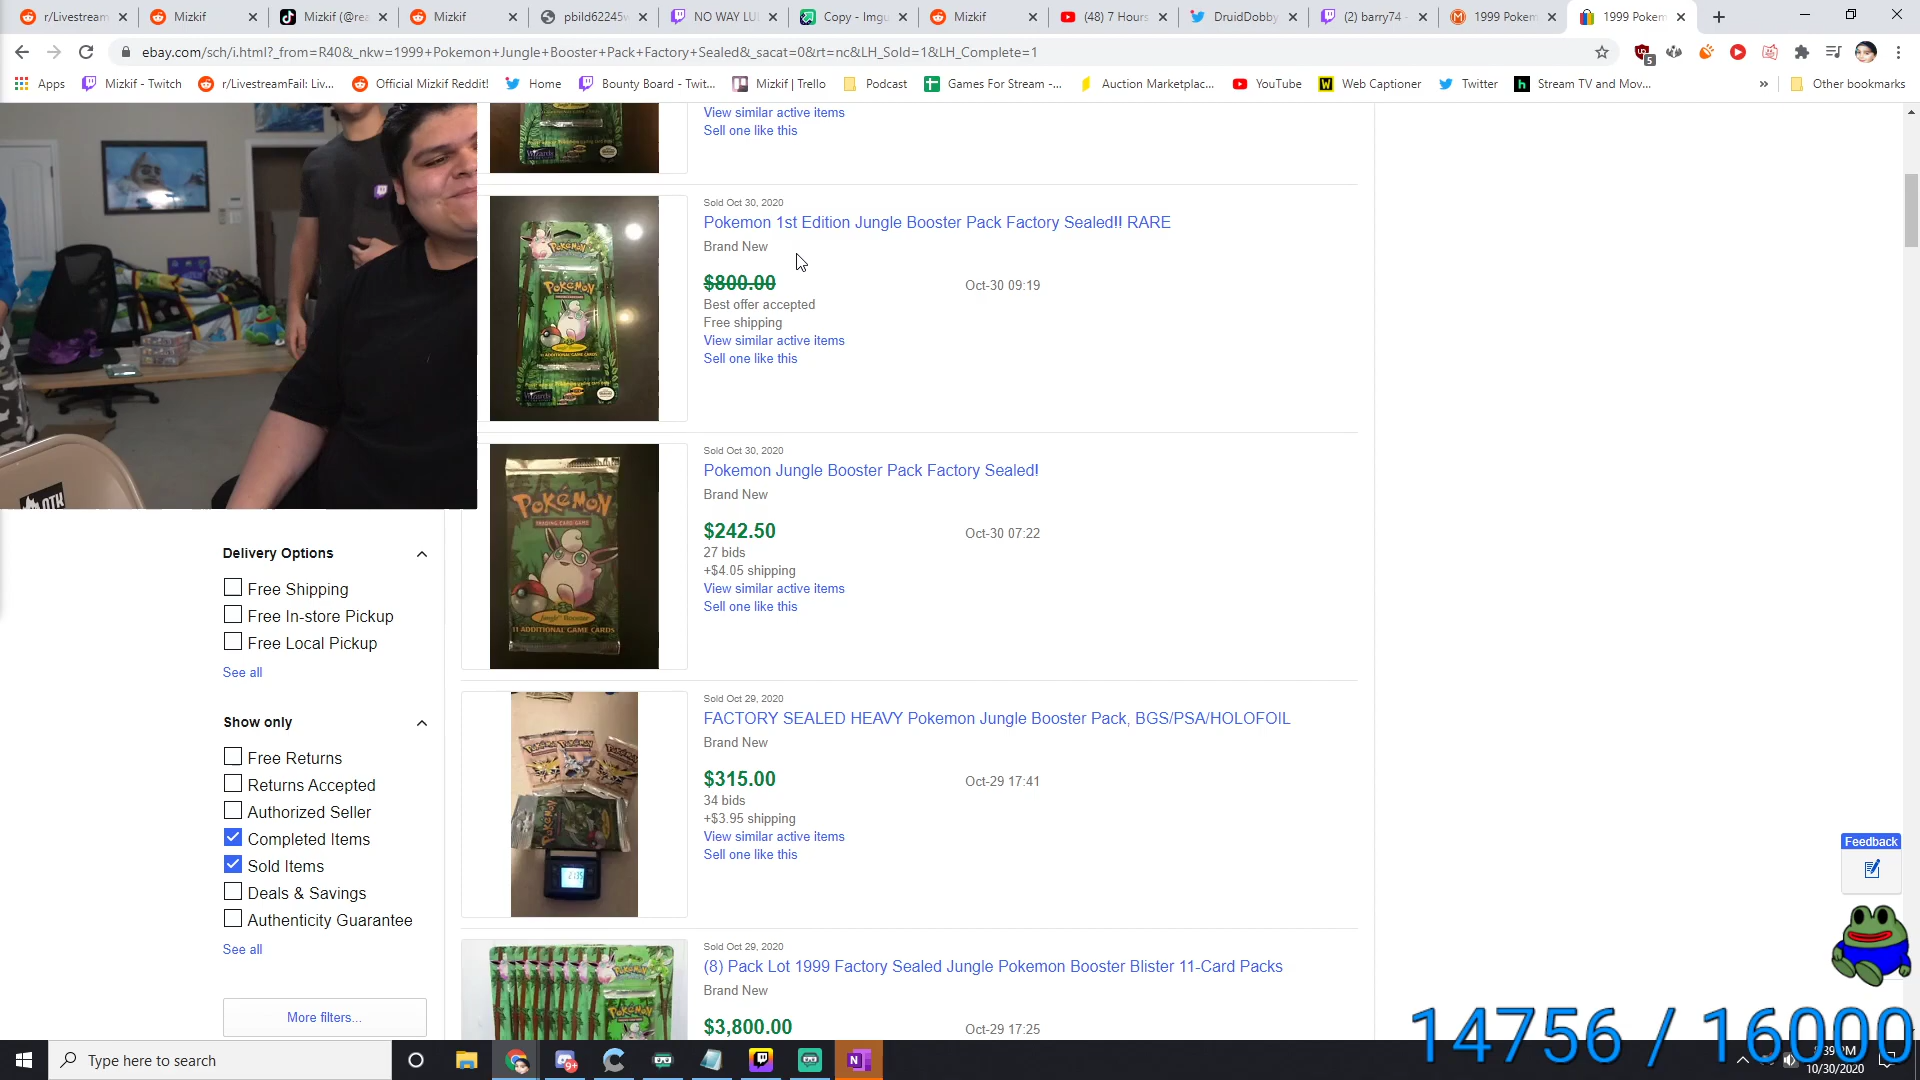 r/Livestream
Mizkif
Mizkif (@rea
Mizkif
pbild62245
NO WAY LU
Copy - Imgu
Mizkif
(48) 7 Hours
DruidDobby
(2) barry74 -
1999 Pokem
1999 Pokem
ebay.com/sch/i.html?_from=R40&_nkw=1999+Pokemon+Jungle+Booster+Pack+Factory+Sealed&_sacat=0&rt=nc&LH_Sold=1&LH_Complete=1
5
Apps
Mizkif - Twitch
r/LivestreamFail: Liv...
Official Mizkif Reddit!
Home
Bounty Board - Twit...
Mizkif | Trello
Podcast
Games For Stream -...
Auction Marketplac...
YouTube
Web Captioner
Twitter
Stream TV and Mov...
»
Other bookmarks
View similar active items
Sell one like this
Sold Oct 30, 2020
Pokemon 1st Edition Jungle Booster Pack Factory Sealed!! RARE
Brand New
$800.00
Oct-30 09:19
Best offer accepted
Free shipping
View similar active items
Sell one like this
Sold Oct 30, 2020
Pokemon Jungle Booster Pack Factory Sealed!
Brand New
$242.50
Oct-30 07:22
27 bids
+$4.05 shipping
View similar active items
Sell one like this
POKéMON
TRADING CARD GAME
Jungle Booster
11 ADDITIONAL GAME CARDS
Sold Oct 29, 2020
FACTORY SEALED HEAVY Pokemon Jungle Booster Pack, BGS/PSA/HOLOFOIL
Brand New
$315.00
Oct-29 17:41
34 bids
+$3.95 shipping
View similar active items
Sell one like this
Sold Oct 29, 2020
(8) Pack Lot 1999 Factory Sealed Jungle Pokemon Booster Blister 11-Card Packs
Brand New
$3,800.00
Oct-29 17:25
Delivery Options
Free Shipping
Free In-store Pickup
Free Local Pickup
See all
Show only
Free Returns
Returns Accepted
Authorized Seller
Completed Items
Sold Items
Deals & Savings
Authenticity Guarantee
See all
More filters...
Feedback
14756 / 16000
Type here to search
10/30/2020